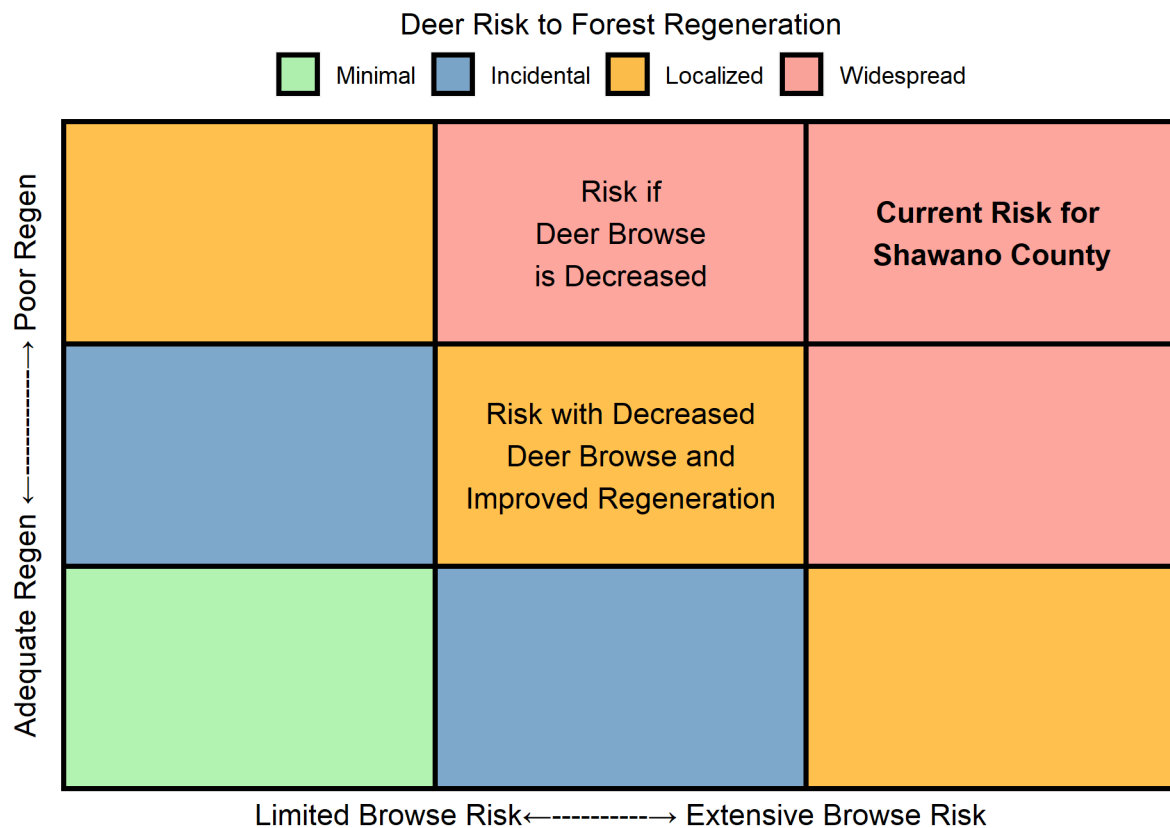 Deer Risk to Forest Regeneration
Minimal Incidental Localized Widespread
Adequate Regen ←----------→ Poor Regen
Risk if
Deer Browse
is Decreased
Current Risk for
Shawano County
Risk with Decreased
Deer Browse and
Improved Regeneration
Limited Browse Risk←----------→ Extensive Browse Risk